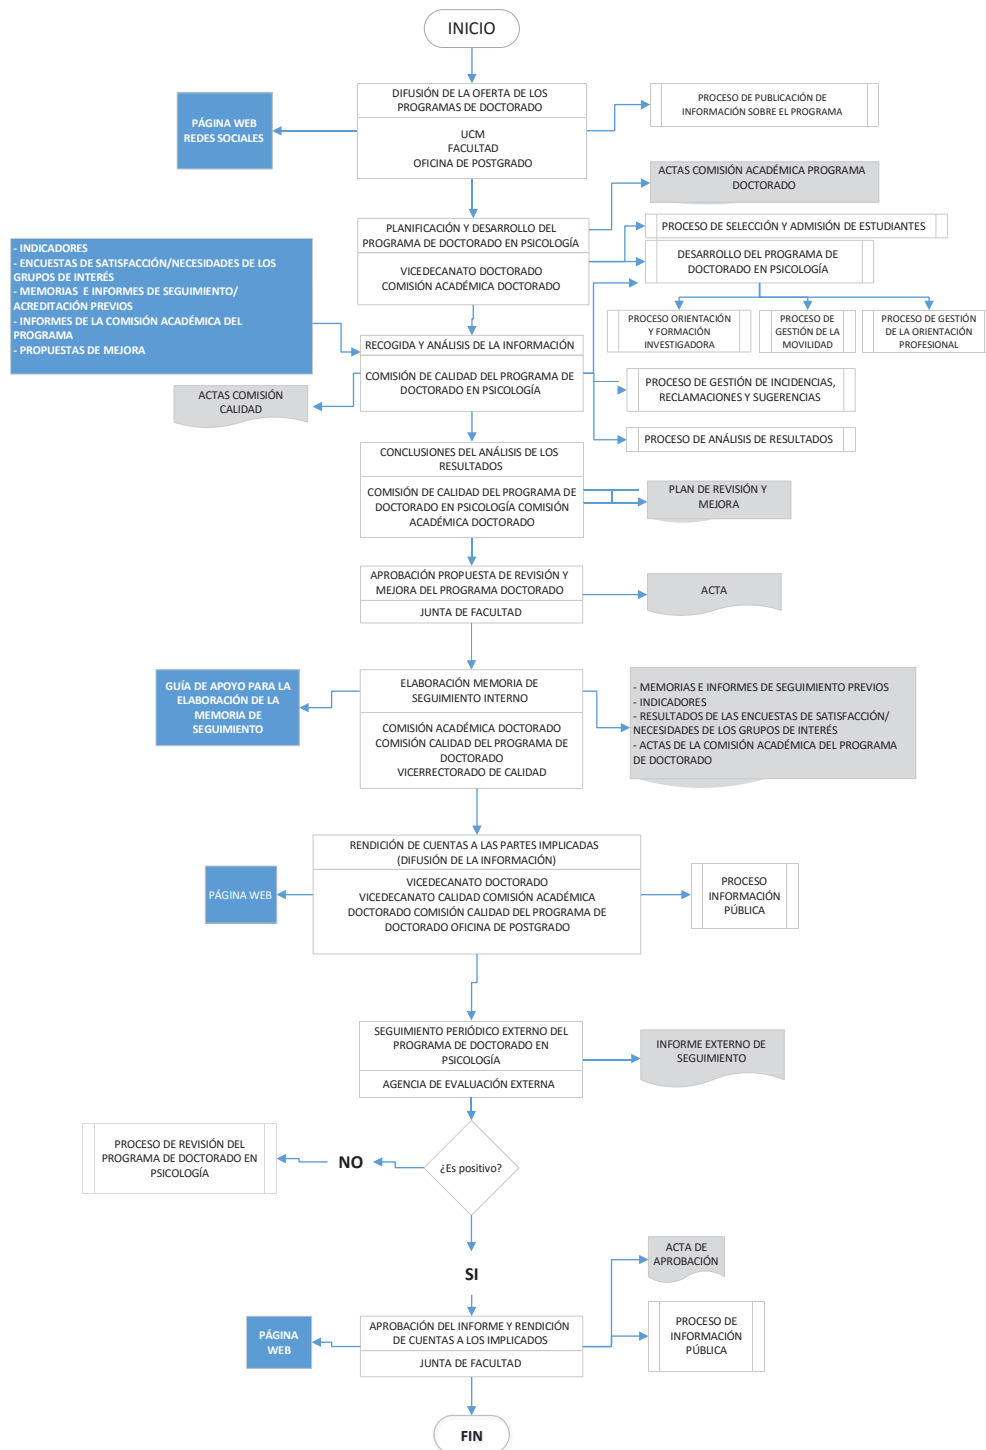 INICIO
DIFUSIÓN DE LA OFERTA DE LOS
PROGRAMAS DE DOCTORADO
UCM
FACULTAD
OFICINA DE POSTGRADO
PÁGINA WEB
REDES SOCIALES
PROCESO DE PUBLICACIÓN DE
INFORMACIÓN SOBRE EL PROGRAMA
ACTAS COMISIÓN ACADÉMICA PROGRAMA
DOCTORADO
PLANIFICACIÓN Y DESARROLLO DEL
PROGRAMA DE DOCTORADO EN PSICOLOGÍA
VICEDECANATO DOCTORADO
COMISIÓN ACADÉMICA DOCTORADO
PROCESO DE SELECCIÓN Y ADMISIÓN DE ESTUDIANTES
DESARROLLO DEL PROGRAMA DE
DOCTORADO EN PSICOLOGÍA
PROCESO ORIENTACIÓN
Y FORMACIÓN
INVESTIGADORA
PROCESO DE
GESTIÓN DE LA
MOVILIDAD
PROCESO DE GESTIÓN
DE LA ORIENTACIÓN
PROFESIONAL
- INDICADORES
- ENCUESTAS DE SATISFACCIÓN/NECESIDADES DE LOS
GRUPOS DE INTERÉS
- MEMORIAS E INFORMES DE SEGUIMIENTO/
ACREDITACIÓN PREVIOS
- INFORMES DE LA COMISIÓN ACADÉMICA DEL
PROGRAMA
- PROPUESTAS DE MEJORA
RECOGIDA Y ANÁLISIS DE LA INFORMACIÓN
COMISIÓN DE CALIDAD DEL PROGRAMA DE
DOCTORADO EN PSICOLOGÍA
ACTAS COMISIÓN
CALIDAD
PROCESO DE GESTIÓN DE INCIDENCIAS,
RECLAMACIONES Y SUGERENCIAS
PROCESO DE ANÁLISIS DE RESULTADOS
CONCLUSIONES DEL ANÁLISIS DE LOS
RESULTADOS
COMISIÓN DE CALIDAD DEL PROGRAMA DE
DOCTORADO EN PSICOLOGÍA COMISIÓN
ACADÉMICA DOCTORADO
PLAN DE REVISIÓN Y
MEJORA
APROBACIÓN PROPUESTA DE REVISIÓN Y
MEJORA DEL PROGRAMA DOCTORADO
JUNTA DE FACULTAD
ACTA
GUÍA DE APOYO PARA LA
ELABORACIÓN DE LA
MEMORIA DE
SEGUIMIENTO
ELABORACIÓN MEMORIA DE
SEGUIMIENTO INTERNO
COMISIÓN ACADÉMICA DOCTORADO
COMISIÓN CALIDAD DEL PROGRAMA DE
DOCTORADO
VICERRECTORADO DE CALIDAD
- MEMORIAS E INFORMES DE SEGUIMIENTO PREVIOS
- INDICADORES
- RESULTADOS DE LAS ENCUESTAS DE SATISFACCIÓN/
NECESIDADES DE LOS GRUPOS DE INTERÉS
- ACTAS DE LA COMISIÓN ACADÉMICA DEL PROGRAMA
DE DOCTORADO
RENDICIÓN DE CUENTAS A LAS PARTES IMPLICADAS
(DIFUSIÓN DE LA INFORMACIÓN)
VICEDECANATO DOCTORADO
VICEDECANATO CALIDAD COMISIÓN ACADÉMICA
DOCTORADO COMISIÓN CALIDAD DEL PROGRAMA DE
DOCTORADO OFICINA DE POSTGRADO
PÁGINA WEB
PROCESO
INFORMACIÓN
PÚBLICA
SEGUIMIENTO PERIÓDICO EXTERNO DEL
PROGRAMA DE DOCTORADO EN
PSICOLOGÍA
AGENCIA DE EVALUACIÓN EXTERNA
INFORME EXTERNO DE
SEGUIMIENTO
PROCESO DE REVISIÓN DEL
PROGRAMA DE DOCTORADO EN
PSICOLOGÍA
NO
¿Es positivo?
SI
ACTA DE
APROBACIÓN
PÁGINA
WEB
APROBACIÓN DEL INFORME Y RENDICIÓN
DE CUENTAS A LOS IMPLICADOS
JUNTA DE FACULTAD
PROCESO DE
INFORMACIÓN
PÚBLICA
FIN